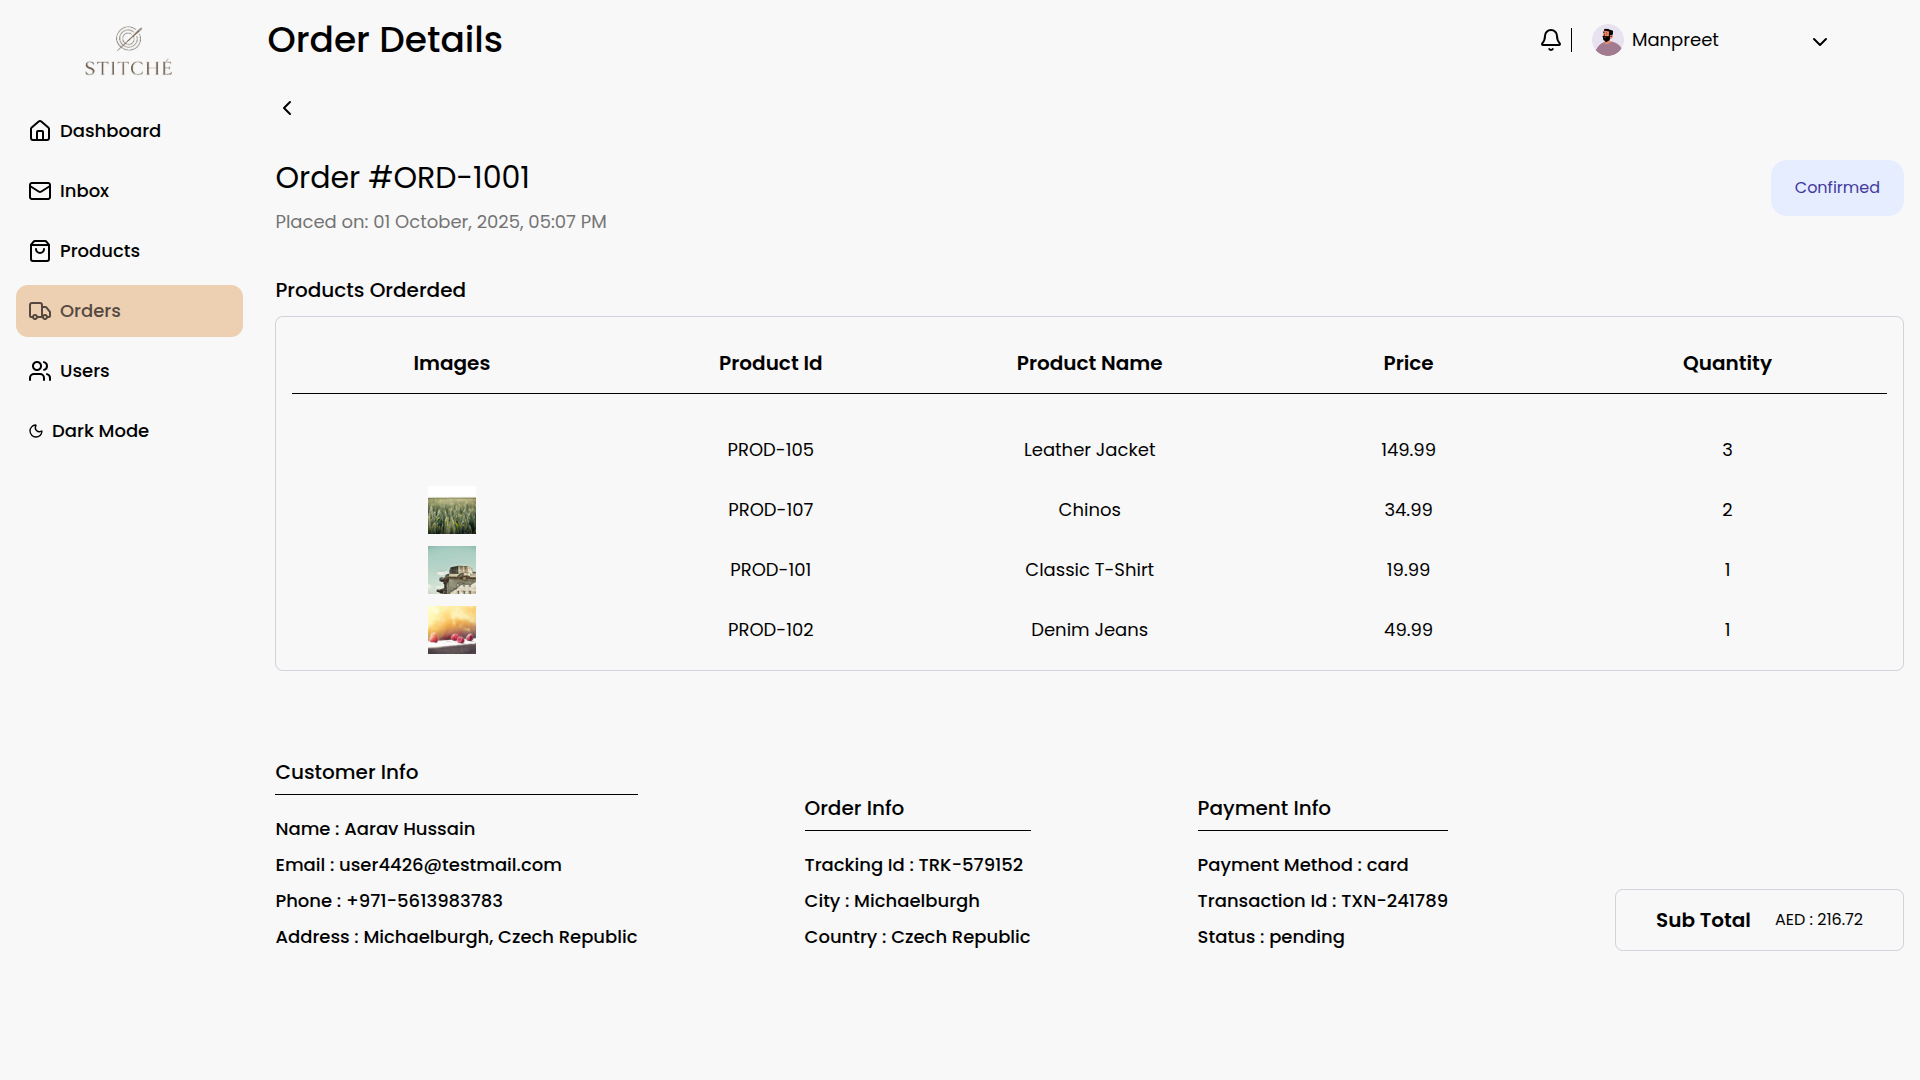 STITCHÉ
Order Details
Manpreet
Dashboard
Inbox
Products
Orders
Users
Dark Mode
Order #ORD-1001
Confirmed
Placed on: 01 October, 2025, 05:07 PM
Products Orderded
Images Product Id Product Name Price Quantity
PROD-105 Leather Jacket 149.99 3
PROD-107 Chinos 34.99 2
PROD-101 Classic T-Shirt 19.99 1
PROD-102 Denim Jeans 49.99 1
Customer Info
Name : Aarav Hussain
Email : user4426@testmail.com
Phone : +971-5613983783
Address : Michaelburgh, Czech Republic
Order Info
Tracking Id : TRK-579152
City : Michaelburgh
Country : Czech Republic
Payment Info
Payment Method : card
Transaction Id : TXN-241789
Status : pending
Sub Total AED : 216.72